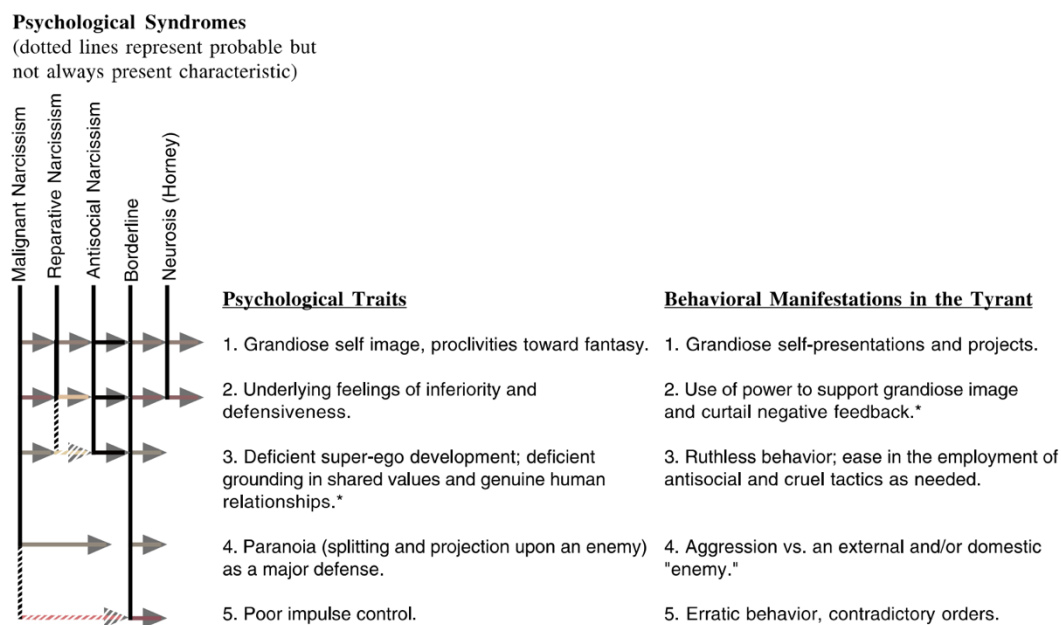 Psychological Syndromes
(dotted lines represent probable but
not always present characteristic)
Malignant Narcissism
Reparative Narcissism
Antisocial Narcissism
Borderline
Neurosis (Horney)
Psychological Traits
1. Grandiose self image, proclivities toward fantasy.
2. Underlying feelings of inferiority and
defensiveness.
3. Deficient super-ego development; deficient
grounding in shared values and genuine human
relationships.*
4. Paranoia (splitting and projection upon an enemy)
as a major defense.
5. Poor impulse control.
Behavioral Manifestations in the Tyrant
1. Grandiose self-presentations and projects.
2. Use of power to support grandiose image
and curtail negative feedback.*
3. Ruthless behavior; ease in the employment of
antisocial and cruel tactics as needed.
4. Aggression vs. an external and/or domestic
"enemy."
5. Erratic behavior, contradictory orders.